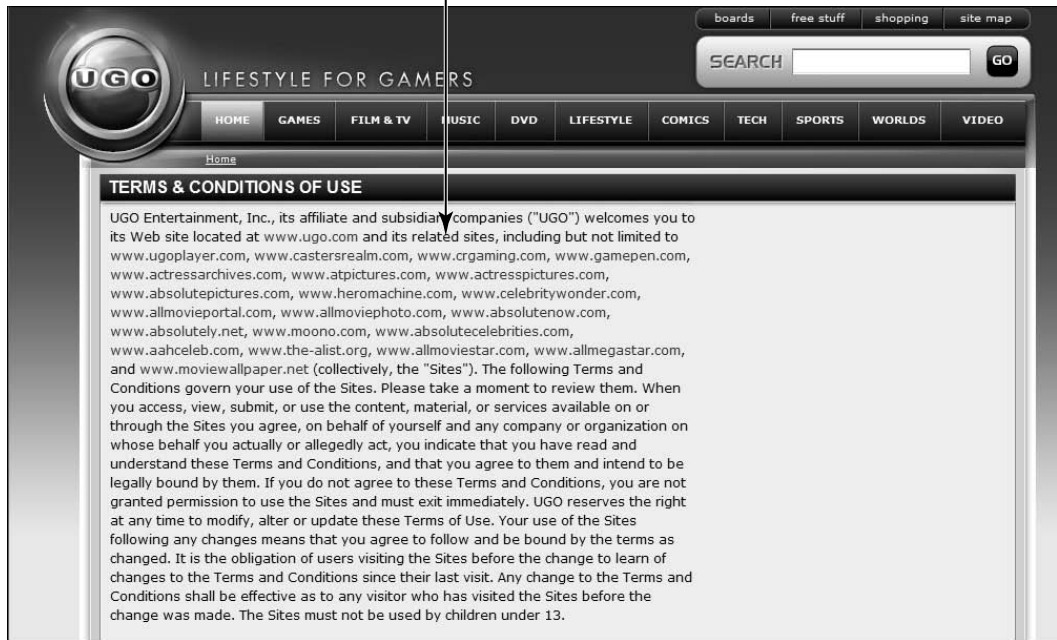 boards free stuff shopping site map
SEARCH GO
UGO LIFESTYLE FOR GAMERS
HOME GAMES FILM & TV MUSIC DVD LIFESTYLE COMICS TECH SPORTS WORLDS VIDEO
Home
TERMS & CONDITIONS OF USE
UGO Entertainment, Inc., its affiliate and subsidiary companies ("UGO") welcomes you to
its Web site located at www.ugo.com and its related sites, including but not limited to
www.ugoplayer.com, www.castersrealm.com, www.crgaming.com, www.gamepen.com,
www.actressarchives.com, www.atpictures.com, www.actresspictures.com,
www.absolutepictures.com, www.heromachine.com, www.celebritywonder.com,
www.allmovieportal.com, www.allmoviephoto.com, www.absolutenow.com,
www.absolutely.net, www.moono.com, www.absolutecelebrities.com,
www.aahceleb.com, www.the-alist.org, www.allmoviestar.com, www.allmegastar.com,
and www.moviewallpaper.net (collectively, the "Sites"). The following Terms and
Conditions govern your use of the Sites. Please take a moment to review them. When
you access, view, submit, or use the content, material, or services available on or
through the Sites you agree, on behalf of yourself and any company or organization on
whose behalf you actually or allegedly act, you indicate that you have read and
understand these Terms and Conditions, and that you agree to them and intend to be
legally bound by them. If you do not agree to these Terms and Conditions, you are not
granted permission to use the Sites and must exit immediately. UGO reserves the right
at any time to modify, alter or update these Terms of Use. Your use of the Sites
following any changes means that you agree to follow and be bound by the terms as
changed. It is the obligation of users visiting the Sites before the change to learn of
changes to the Terms and Conditions since their last visit. Any change to the Terms and
Conditions shall be effective as to any visitor who has visited the Sites before the
change was made. The Sites must not be used by children under 13.